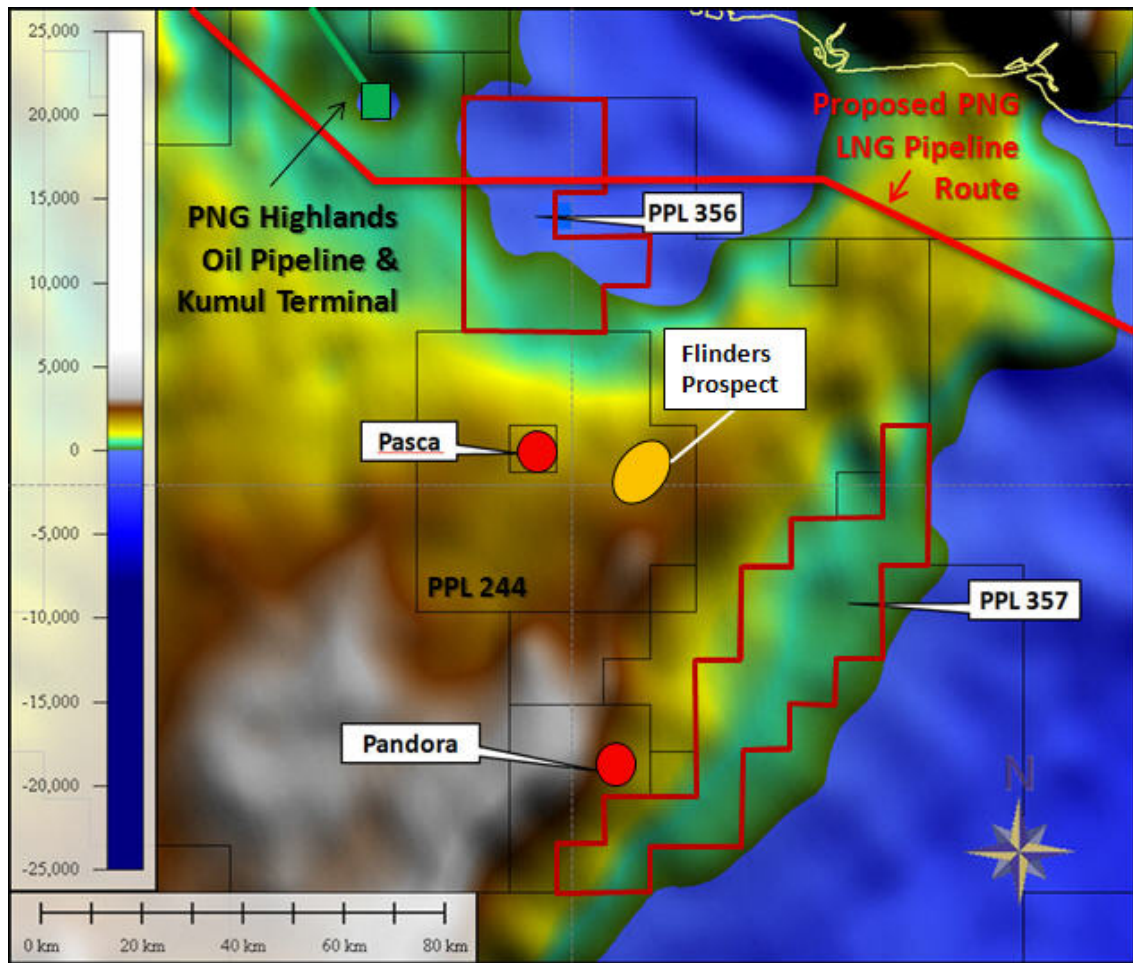 25,000
20,000
15,000
10,000
5,000
0
-5,000
-10,000
-15,000
-20,000
-25,000
Proposed PNG
LNG Pipeline
Route
PPL 356
PNG Highlands
Oil Pipeline &
Kumul Terminal
Flinders
Prospect
Pasca
PPL 244
PPL 357
Pandora
N
0 km
20 km
40 km
60 km
80 km